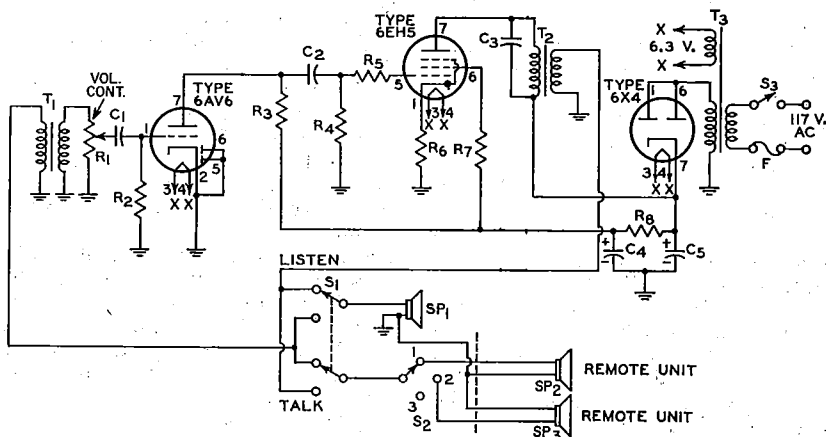 T1
VOL. CONT.
C1
R1
R2
1
7
TYPE 6AV6
6
5
2
3 4
X X
R3
C2
R4
R5
TYPE 6EH5
7
5
6
1
3 4
X X
R6
R7
C3
T2
X
6.3 V.
X
T3
TYPE 6X4
1
6
3 4
X X
7
S3
117 V. AC
F
R8
+
-
C4
+
-
C5
LISTEN
S1
SP1
TALK
1
2
3
S2
SP2
REMOTE UNIT
SP3
REMOTE UNIT